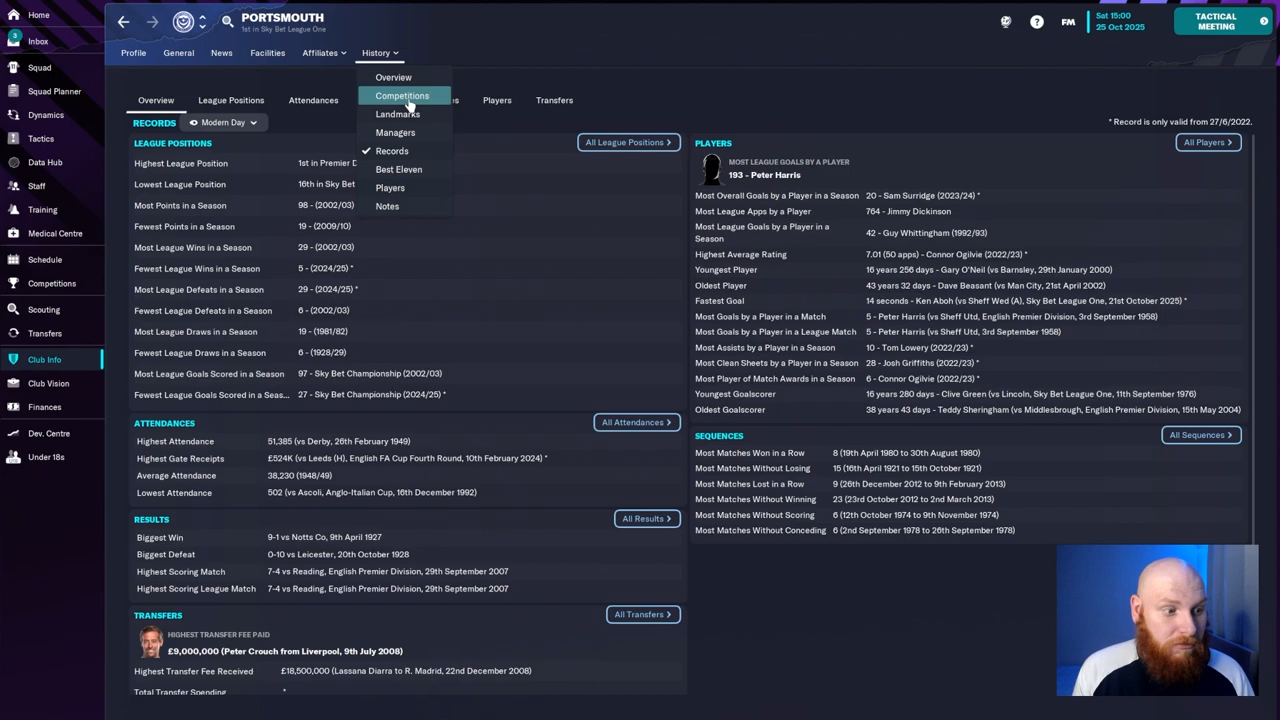 Home
3
Inbox
Squad
Squad Planner
Dynamics
Tactics
Data Hub
Staff
Training
Medical Centre
Schedule
Competitions
Scouting
Transfers
Club Info
Club Vision
Finances
Dev. Centre
Under 18s
PORTSMOUTH
1st in Sky Bet League One
FM
Sat 15:00
25 Oct 2025
TACTICAL
MEETING
Profile
General
News
Facilities
Affiliates
History
Overview
Competitions
Landmarks
Managers
Records
Best Eleven
Players
Notes
Overview
League Positions
Attendances
Players
Transfers
RECORDS
Modern Day
* Record is only valid from 27/6/2022.
LEAGUE POSITIONS
All League Positions
Highest League Position 1st in Premier
Lowest League Position 16th in Sky Bet
Most Points in a Season 98 - (2002/03)
Fewest Points in a Season 19 - (2009/10)
Most League Wins in a Season 29 - (2002/03)
Fewest League Wins in a Season 5 - (2024/25) *
Most League Defeats in a Season 29 - (2024/25) *
Fewest League Defeats in a Season 6 - (2002/03)
Most League Draws in a Season 19 - (1981/82)
Fewest League Draws in a Season 6 - (1928/29)
Most League Goals Scored in a Season 97 - Sky Bet Championship (2002/03)
Fewest League Goals Scored in a Seas... 27 - Sky Bet Championship (2024/25) *
ATTENDANCES
All Attendances
Highest Attendance 51,385 (vs Derby, 26th February 1949)
Highest Gate Receipts £524K (vs Leeds (H), English FA Cup Fourth Round, 10th February 2024) *
Average Attendance 38,230 (1948/49)
Lowest Attendance 502 (vs Ascoli, Anglo-Italian Cup, 16th December 1992)
RESULTS
All Results
Biggest Win 9-1 vs Notts Co, 9th April 1927
Biggest Defeat 0-10 vs Leicester, 20th October 1928
Highest Scoring Match 7-4 vs Reading, English Premier Division, 29th September 2007
Highest Scoring League Match 7-4 vs Reading, English Premier Division, 29th September 2007
TRANSFERS
All Transfers
HIGHEST TRANSFER FEE PAID
£9,000,000 (Peter Crouch from Liverpool, 9th July 2008)
Highest Transfer Fee Received £18,500,000 (Lassana Diarra to R. Madrid, 22nd December 2008)
Total Transfer Spending *
PLAYERS
All Players
MOST LEAGUE GOALS BY A PLAYER
193 - Peter Harris
Most Overall Goals by a Player 20 - Sam Surridge (2023/24) *
Most League Apps by a Player 764 - Jimmy Dickinson
Most League Goals by a Player in a
Season 42 - Guy Whittingham (1992/93)
Highest Average Rating 7.01 (50 apps) - Connor Ogilvie (2022/23) *
Youngest Player 16 years 256 days - Gary O'Neil (vs Barnsley, 29th January 2000)
Oldest Player 43 years 32 days - Dave Beasant (vs Man City, 21st April 2002)
Fastest Goal 14 seconds - Ken Aboh (vs Sheff Wed (A), Sky Bet League One, 21st October 2025) *
Most Goals by a Player in a Match 5 - Peter Harris (vs Sheff Utd, English Premier Division, 3rd September 1958)
Most Goals by a Player in a League Match 5 - Peter Harris (vs Sheff Utd, 3rd September 1958)
Most Assists by a Player in a Season 10 - Tom Lowery (2022/23) *
Most Clean Sheets by a Player in a Season 28 - Josh Griffiths (2022/23) *
Most Player of Match Awards in a Season 6 - Connor Ogilvie (2022/23) *
Youngest Goalscorer 16 years 280 days - Clive Green (vs Lincoln, Sky Bet League One, 11th September 1976)
Oldest Goalscorer 38 years 43 days - Teddy Sheringham (vs Middlesbrough, English Premier Division, 15th May 2004)
SEQUENCES
All Sequences
Most Matches Won in a Row 8 (19th April 1980 to 30th August 1980)
Most Matches Without Losing 15 (16th April 1921 to 15th October 1921)
Most Matches Lost in a Row 9 (26th December 2012 to 9th February 2013)
Most Matches Without Winning 23 (23rd October 2012 to 2nd March 2013)
Most Matches Without Scoring 6 (12th October 1974 to 9th November 1974)
Most Matches Without Conceding 6 (2nd September 1978 to 26th September 1978)